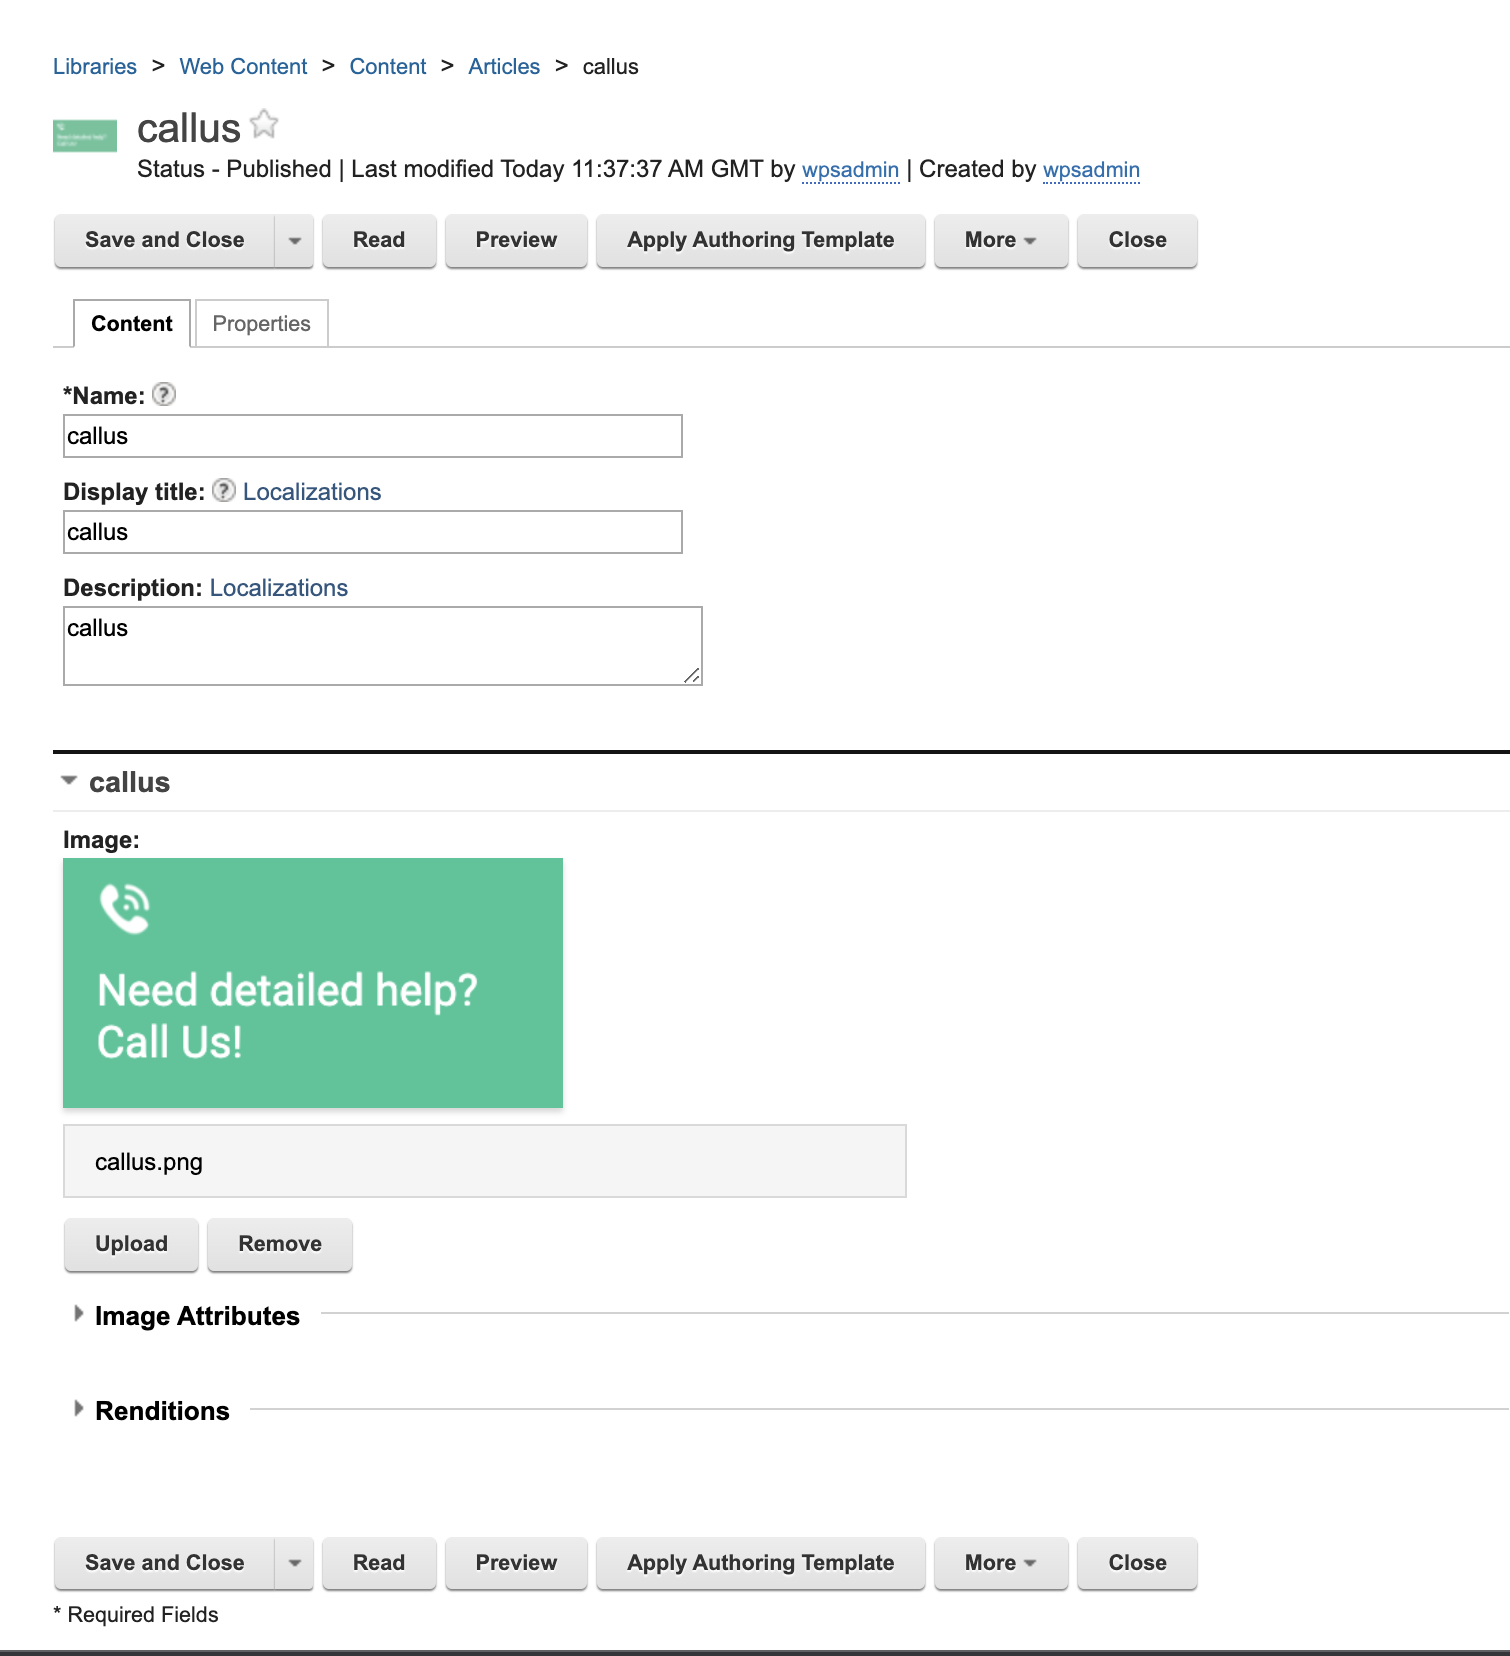 Libraries > Web Content > Content > Articles > callus
callus
Status - Published | Last modified Today 11:37:37 AM GMT by wpsadmin | Created by wpsadmin
Save and Close Read Preview Apply Authoring Template More Close
Content Properties
*Name: ?
callus
Display title: ? Localizations
callus
Description: Localizations
callus
callus
Image:
Need detailed help?
Call Us!
callus.png
Upload Remove
Image Attributes
Renditions
Save and Close Read Preview Apply Authoring Template More Close
* Required Fields